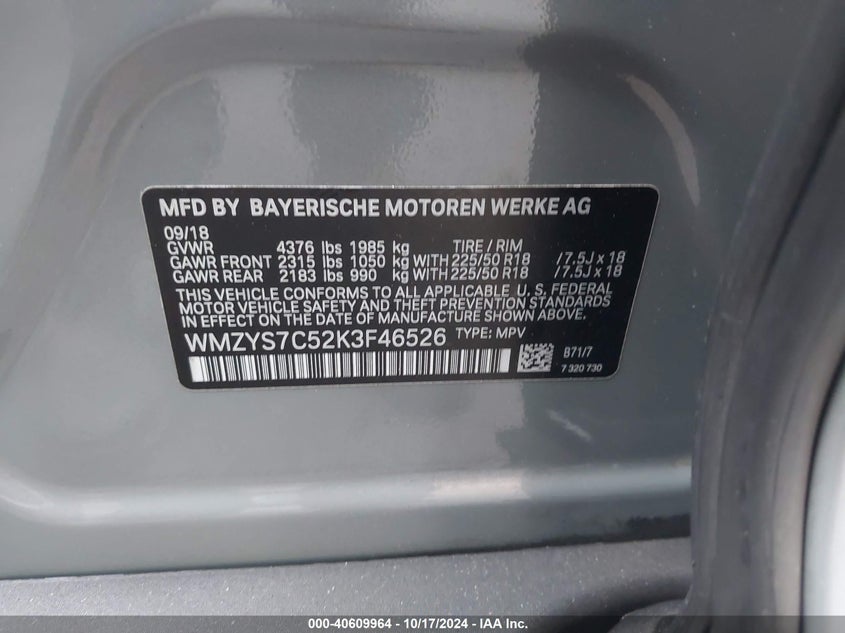 MFD BY BAYERISCHE MOTOREN WERKE AG
09/18
GVWR 4376 lbs 1985 kg TIRE / RIM
GAWR FRONT 2315 lbs 1050 kg WITH 225/50 R18 / 7.5J x 18
GAWR REAR 2183 lbs 990 kg WITH 225/50 R18 / 7.5J x 18
THIS VEHICLE CONFORMS TO ALL APPLICABLE U. S. FEDERAL
MOTOR VEHICLE SAFETY AND THEFT PREVENTION STANDARDS
IN EFFECT ON THE DATE OF MANUFACTURE SHOWN ABOVE.
WMZYS7C52K3F46526 TYPE: MPV
B71/7
7 320 730
000-40609964 - 10/17/2024 - IAA Inc.